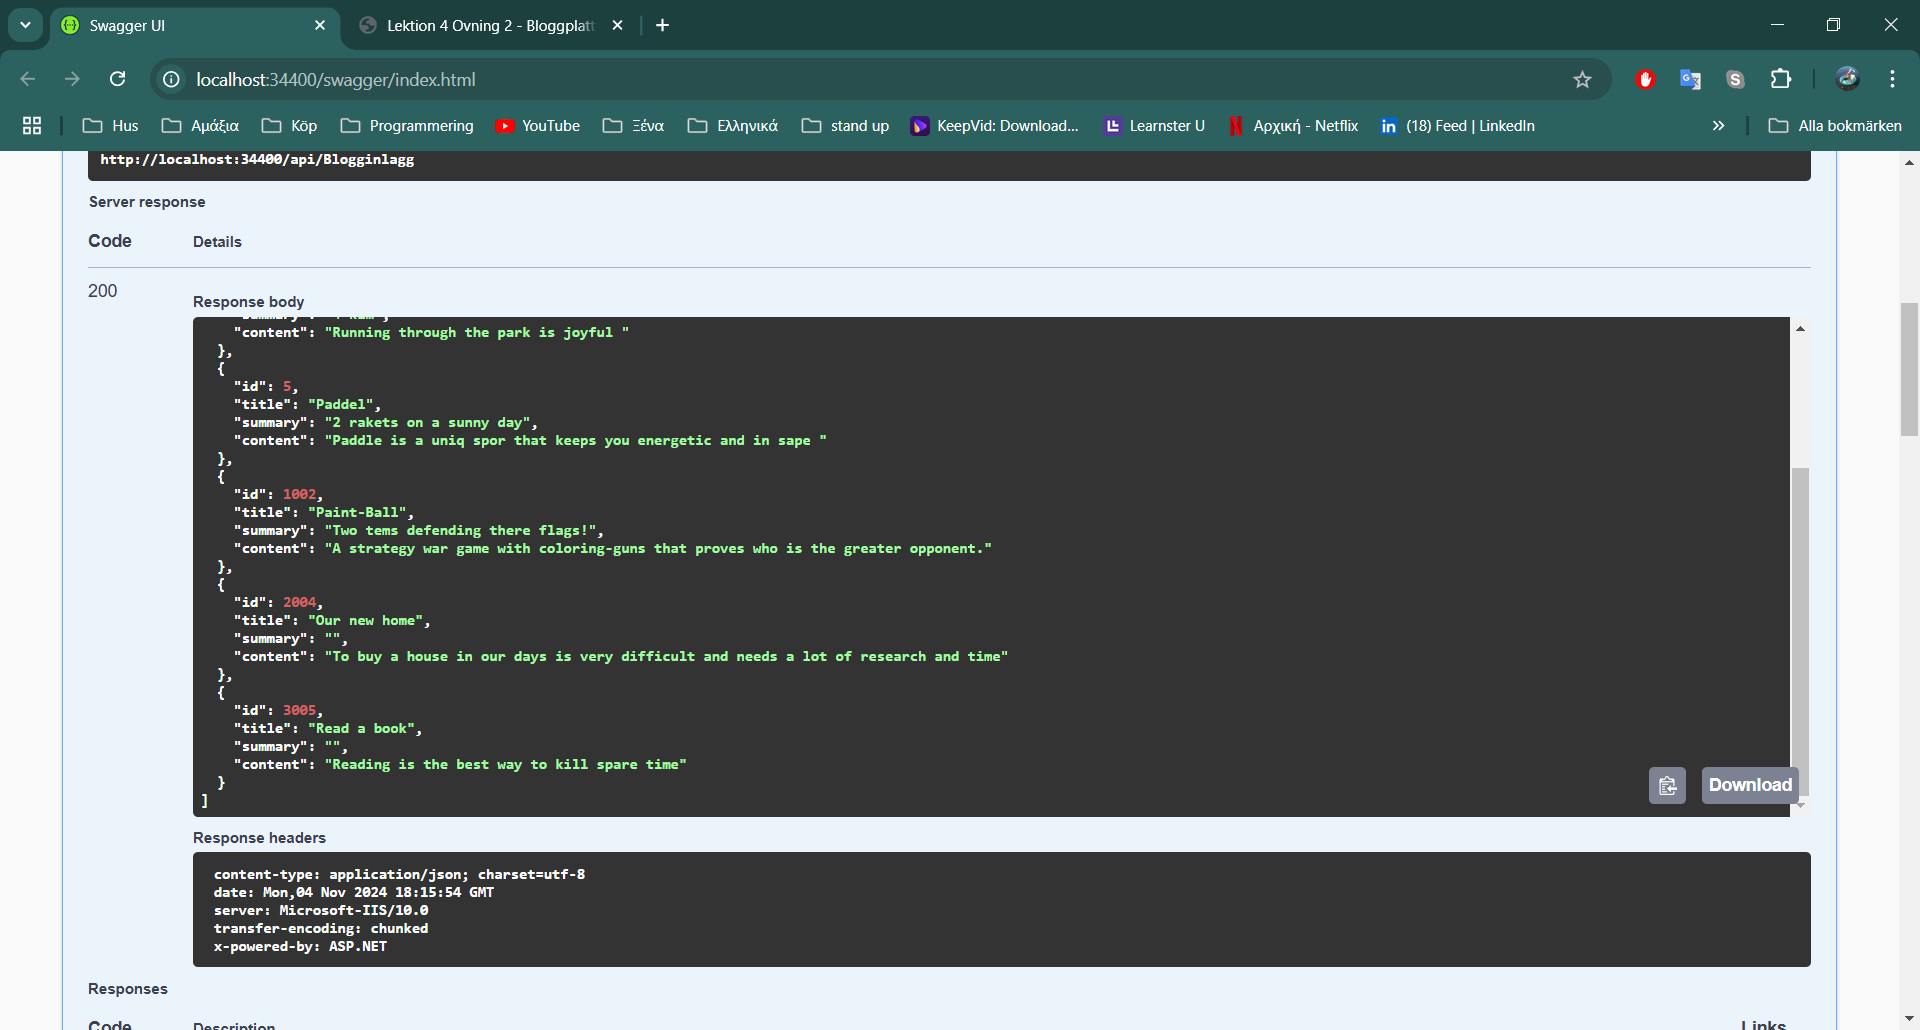 Swagger UI
Lektion 4 Ovning 2 - Bloggplatt
localhost:34400/swagger/index.html
Hus
Αμάξια
Köp
Programmering
YouTube
Ξένα
Ελληνικά
stand up
KeepVid: Download...
Learnster U
Αρχική - Netflix
(18) Feed | LinkedIn
Alla bokmärken
http://localhost:34400/api/Blogginlagg
Server response
Code Details
200
Response body
"content": "Running through the park is joyful "
},
{
"id": 5,
"title": "Paddel",
"summary": "2 rakets on a sunny day",
"content": "Paddle is a uniq spor that keeps you energetic and in sape "
},
{
"id": 1002,
"title": "Paint-Ball",
"summary": "Two tems defending there flags!",
"content": "A strategy war game with coloring-guns that proves who is the greater opponent."
},
{
"id": 2004,
"title": "Our new home",
"summary": "",
"content": "To buy a house in our days is very difficult and needs a lot of research and time"
},
{
"id": 3005,
"title": "Read a book",
"summary": "",
"content": "Reading is the best way to kill spare time"
}
]
Download
Response headers
content-type: application/json; charset=utf-8
date: Mon,04 Nov 2024 18:15:54 GMT
server: Microsoft-IIS/10.0
transfer-encoding: chunked
x-powered-by: ASP.NET
Responses
Code Description Links